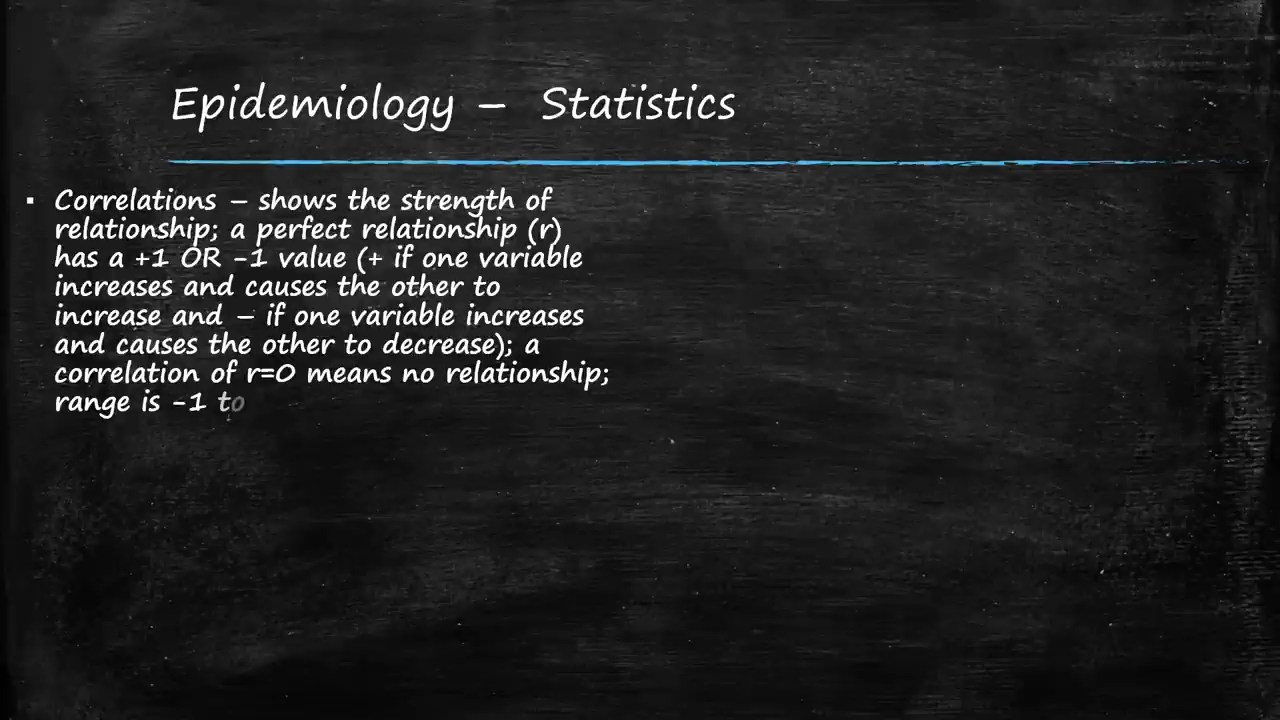 Epidemiology – Statistics
▪ Correlations – shows the strength of
relationship; a perfect relationship (r)
has a +1 OR -1 value (+ if one variable
increases and causes the other to
increase and – if one variable increases
and causes the other to decrease); a
correlation of r=0 means no relationship;
range is -1 to